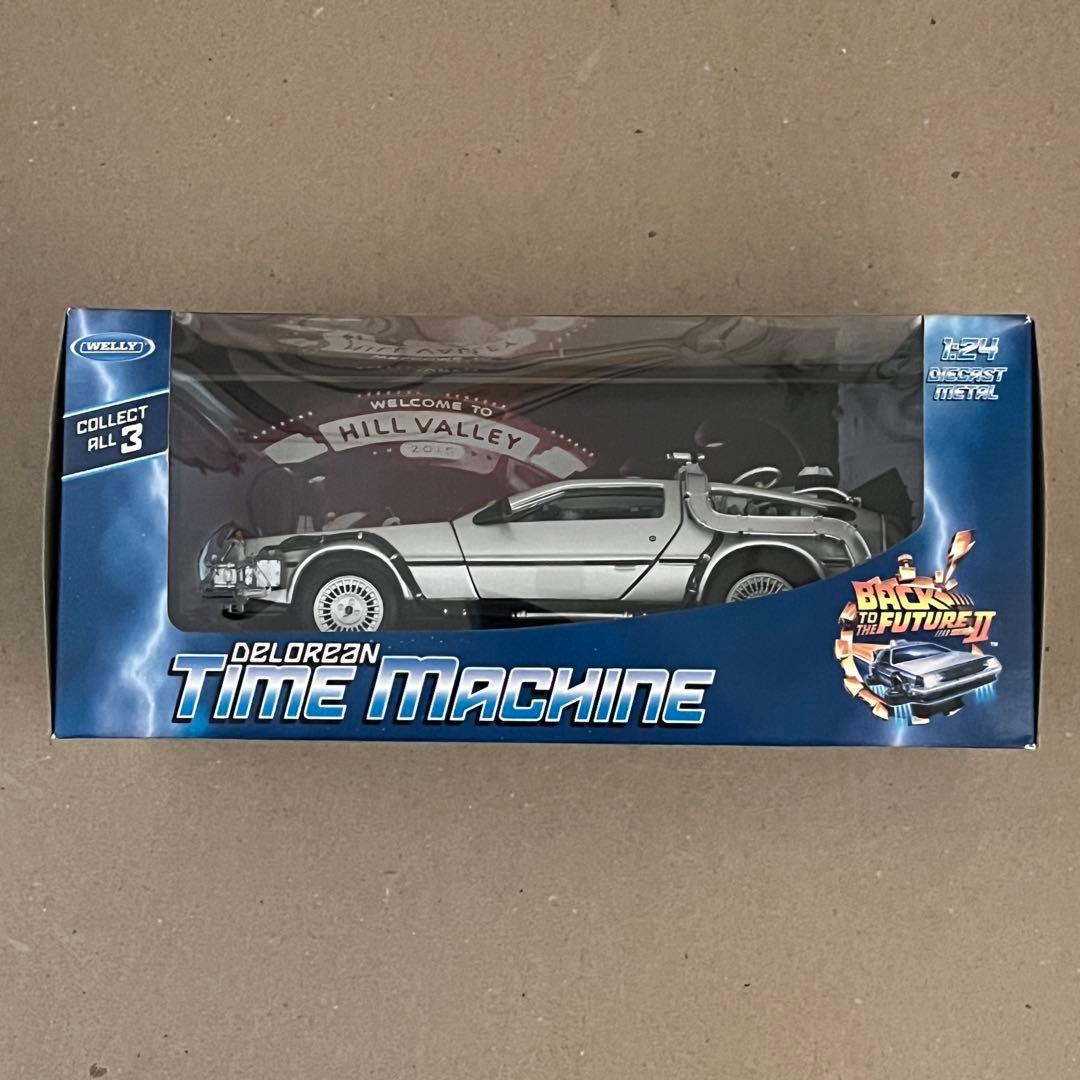 WELLY
COLLECT
ALL 3
1:24
DIECAST
METAL
WELCOME TO
HILL VALLEY
DELOREAN
TIME MACHINE
BACK
TO THE FUTURE II
TM